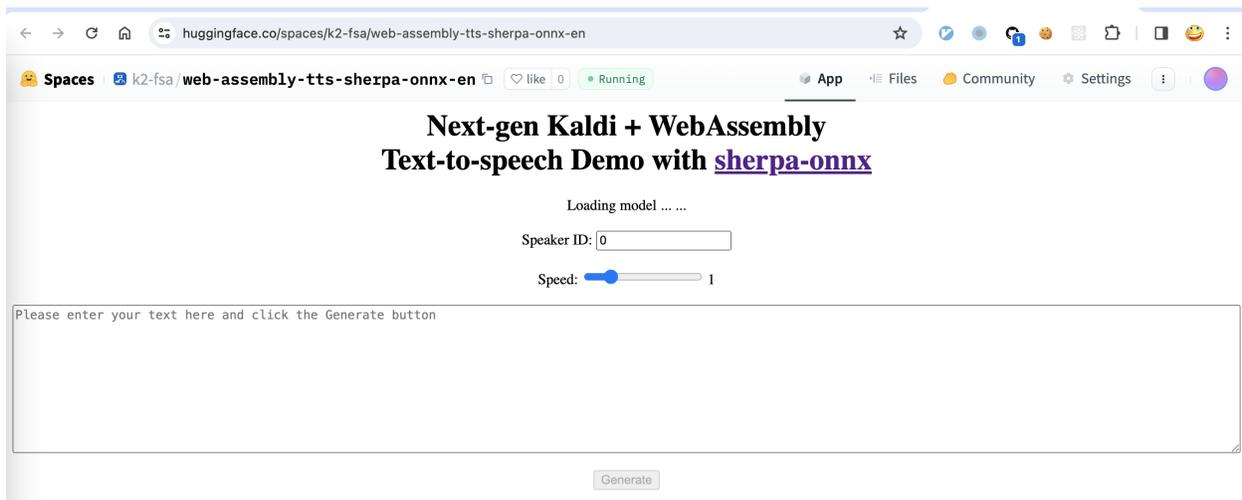 huggingface.co/spaces/k2-fsa/web-assembly-tts-sherpa-onnx-en
1
Spaces k2-fsa/web-assembly-tts-sherpa-onnx-en like 0 Running App Files Community Settings
Next-gen Kaldi + WebAssembly
Text-to-speech Demo with sherpa-onnx
Loading model ... ...
Speaker ID: 0
Speed: 1
Please enter your text here and click the Generate button
Generate